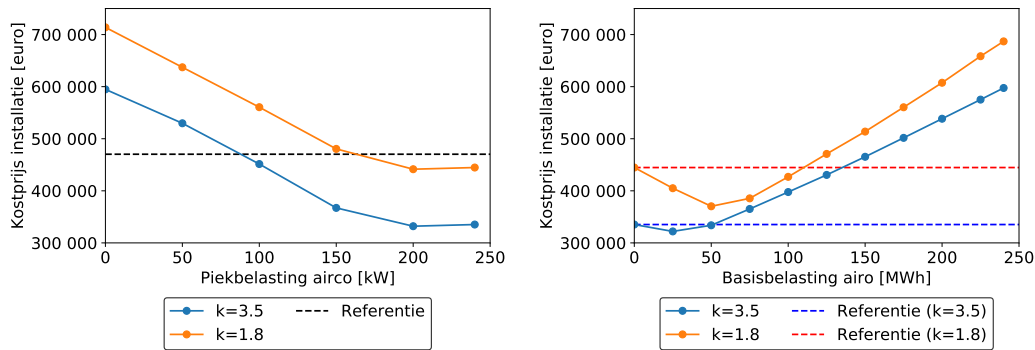 Kostprijs installatie [euro]
700 000
600 000
500 000
400 000
300 000
0 50 100 150 200 250
Piekbelasting airco [kW]
k=3.5
k=1.8
Referentie
Kostprijs installatie [euro]
700 000
600 000
500 000
400 000
300 000
0 50 100 150 200 250
Basisbelasting airo [MWh]
k=3.5
k=1.8
Referentie (k=3.5)
Referentie (k=1.8)